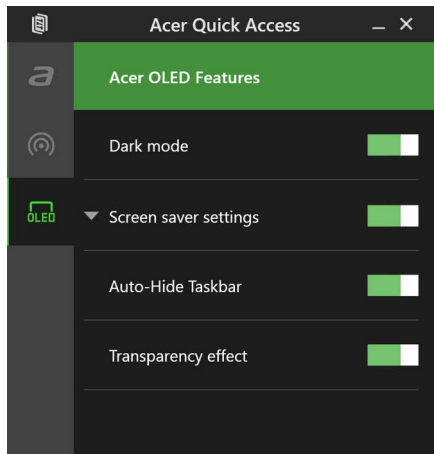 Acer Quick Access
a
Acer OLED Features
Dark mode
OLED
Screen saver settings
Auto-Hide Taskbar
Transparency effect